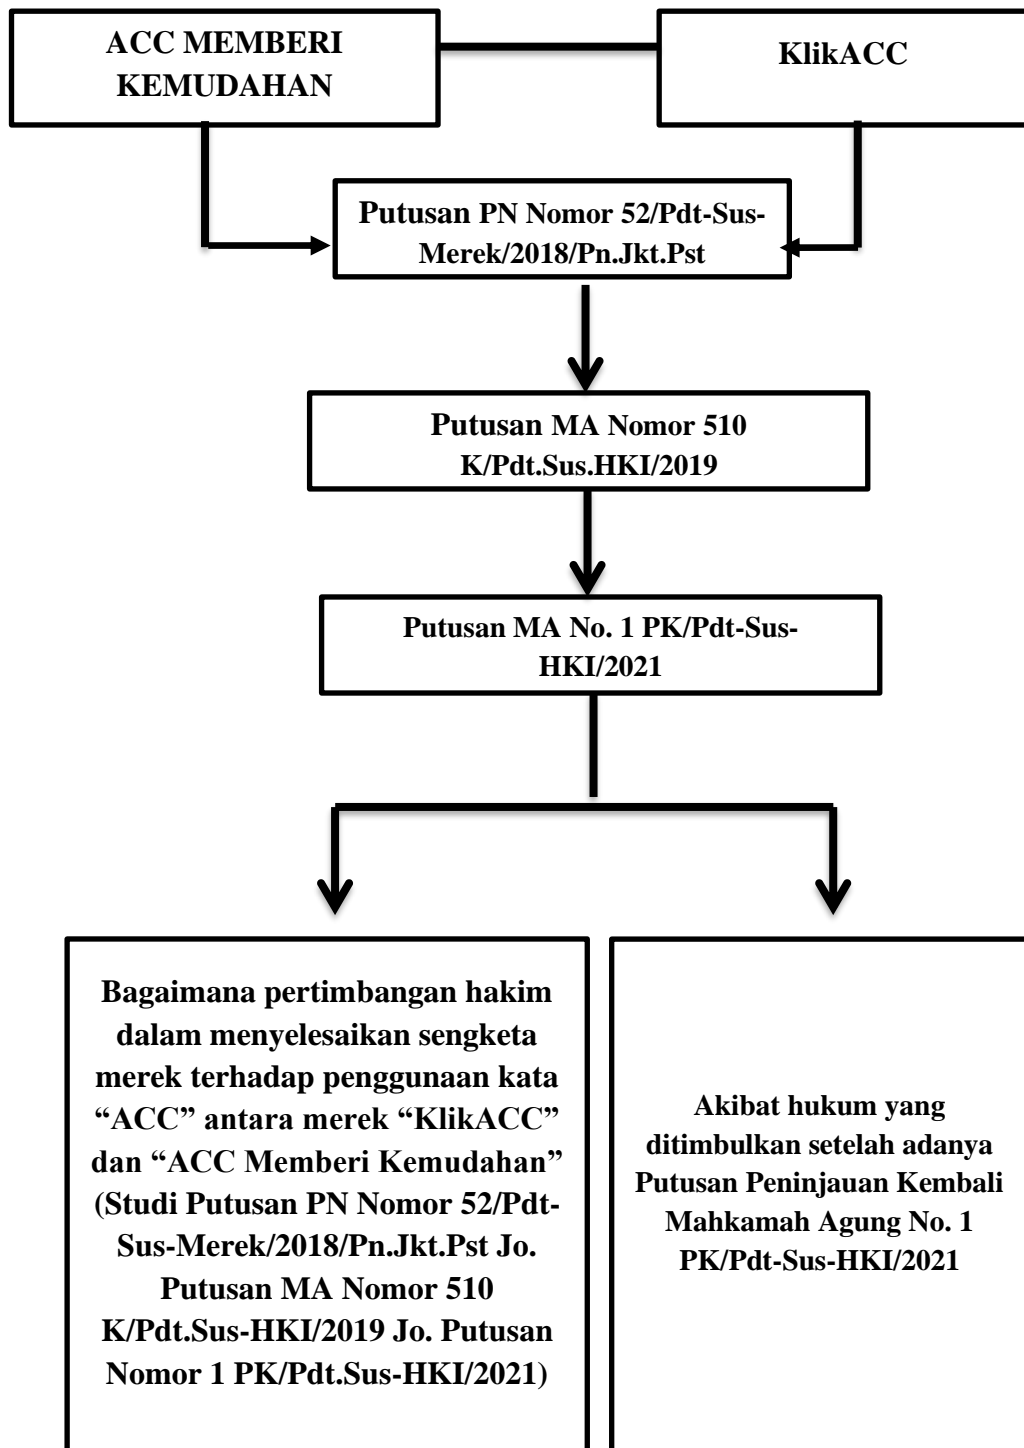 ACC MEMBERI
KEMUDAHAN
KlikACC
Putusan PN Nomor 52/Pdt-Sus-
Merek/2018/Pn.Jkt.Pst
Putusan MA Nomor 510
K/Pdt.Sus.HKI/2019
Putusan MA No. 1 PK/Pdt-Sus-
HKI/2021
Bagaimana pertimbangan hakim
dalam menyelesaikan sengketa
merek terhadap penggunaan kata
“ACC” antara merek “KlikACC”
dan “ACC Memberi Kemudahan”
(Studi Putusan PN Nomor 52/Pdt-
Sus-Merek/2018/Pn.Jkt.Pst Jo.
Putusan MA Nomor 510
K/Pdt.Sus-HKI/2019 Jo. Putusan
Nomor 1 PK/Pdt.Sus-HKI/2021)
Akibat hukum yang
ditimbulkan setelah adanya
Putusan Peninjauan Kembali
Mahkamah Agung No. 1
PK/Pdt-Sus-HKI/2021